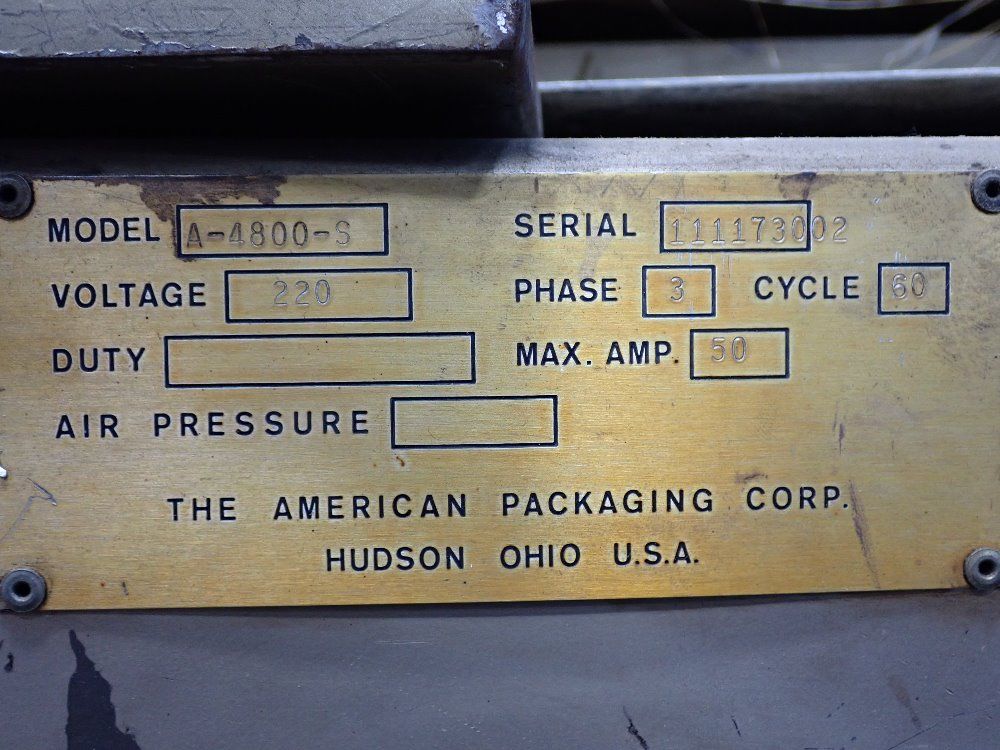 MODEL A-4800-S SERIAL 111173002
VOLTAGE 220 PHASE 3 CYCLE 60
DUTY MAX. AMP. 50
AIR PRESSURE
THE AMERICAN PACKAGING CORP.
HUDSON OHIO U.S.A.